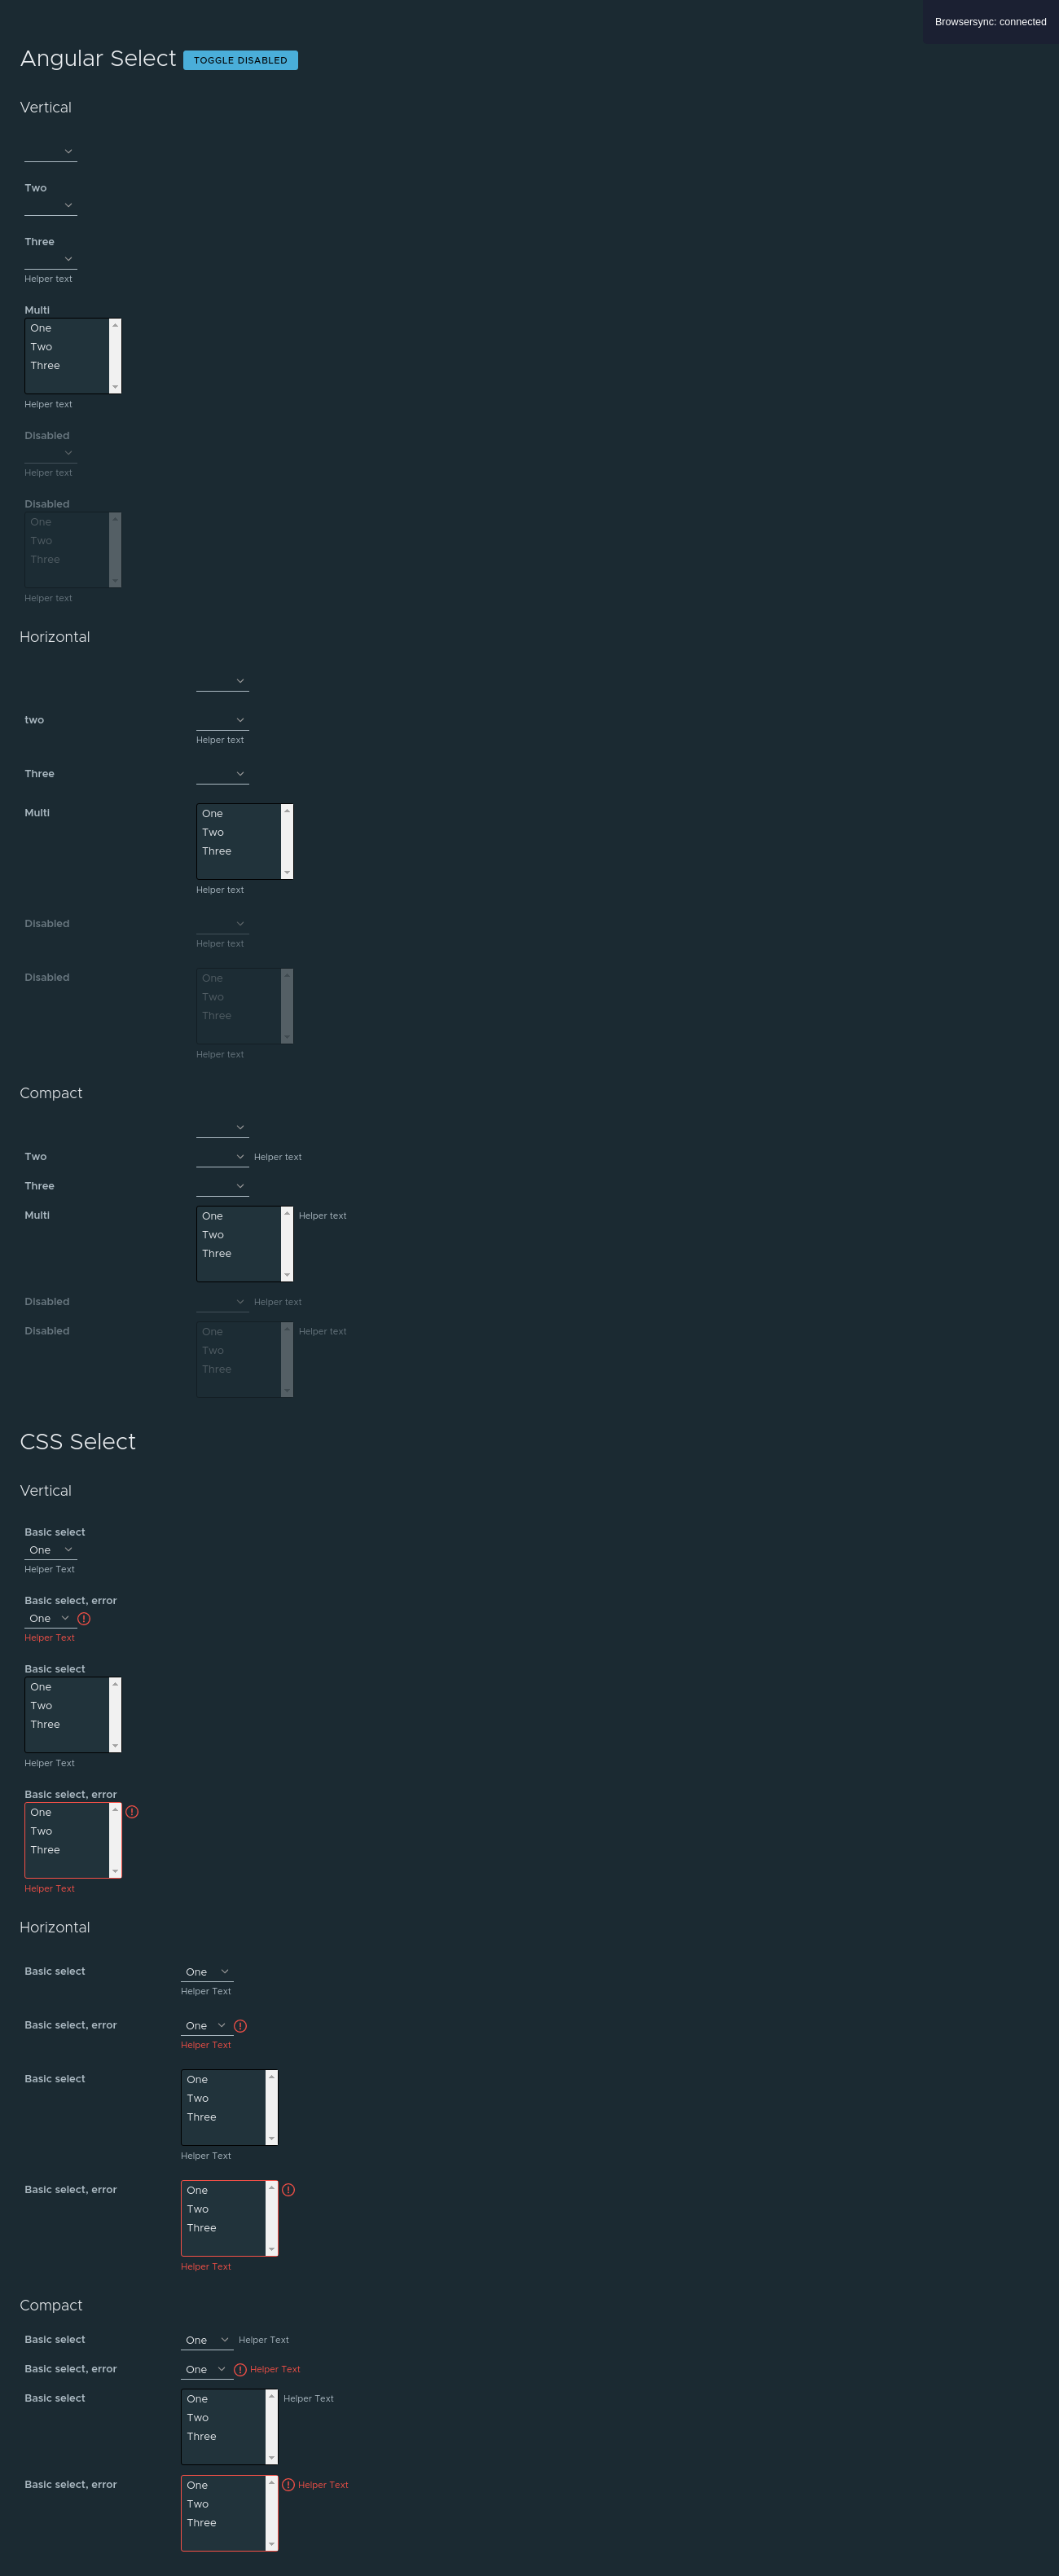 Browsersync: connected
Angular Select TOGGLE DISABLED
Vertical
Two
Three
Helper text
Multi
One
Two
Three
Helper text
Disabled
Helper text
Disabled
One
Two
Three
Helper text
Horizontal
two
Helper text
Three
Multi One
Two
Three
Helper text
Disabled
Helper text
Disabled One
Two
Three
Helper text
Compact
Two Helper text
Three
Multi One Helper text
Two
Three
Disabled Helper text
Disabled One Helper text
Two
Three
CSS Select
Vertical
Basic select
One
Helper Text
Basic select, error
One
Helper Text
Basic select
One
Two
Three
Helper Text
Basic select, error
One
Two
Three
Helper Text
Horizontal
Basic select One
Helper Text
Basic select, error One
Helper Text
Basic select One
Two
Three
Helper Text
Basic select, error One
Two
Three
Helper Text
Compact
Basic select One Helper Text
Basic select, error One Helper Text
Basic select One Helper Text
Two
Three
Basic select, error One Helper Text
Two
Three